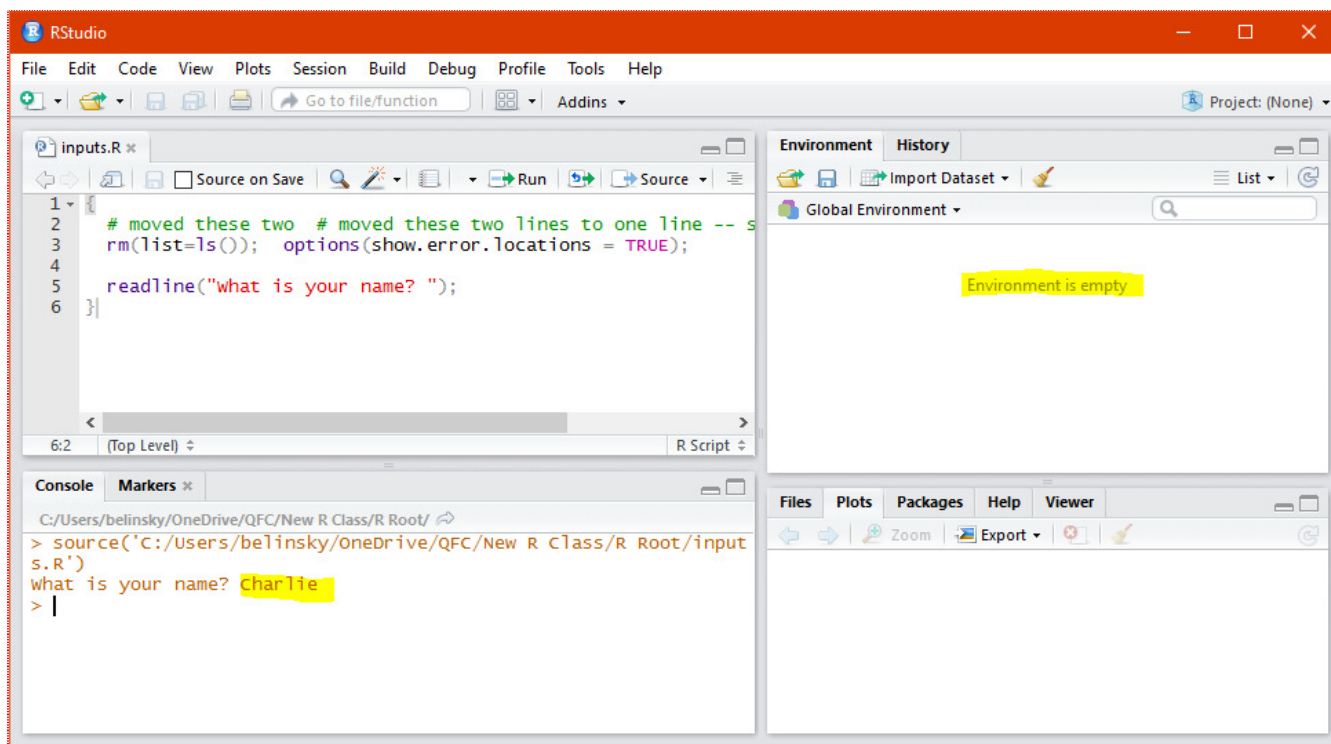 RStudio
File Edit Code View Plots Session Build Debug Profile Tools Help
Go to file/function Addins Project: (None)
inputs.R
Source on Save Run Source
1 {
2 # moved these two # moved these two lines to one line -- s
3 rm(list=ls()); options(show.error.locations = TRUE);
4
5 readline("What is your name? ");
6 }
6:2 (Top Level) R Script
Console Markers
C:/Users/belinsky/OneDrive/QFC/New R Class/R Root/
> source('C:/Users/belinsky/OneDrive/QFC/New R Class/R Root/input
s.R')
What is your name? Charlie
>
Environment History
Import Dataset List
Global Environment
Environment is empty
Files Plots Packages Help Viewer
Zoom Export